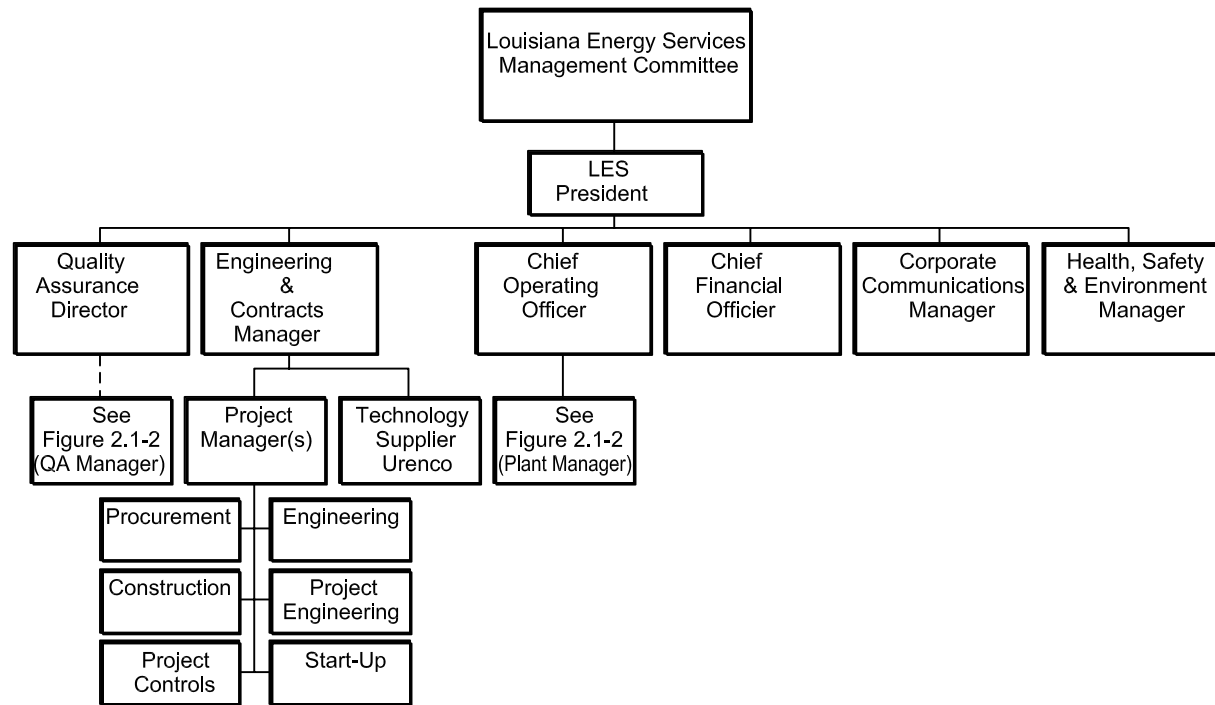 Louisiana Energy Services
Management Committee
LES
President
Quality
Assurance
Director
Engineering
&
Contracts
Manager
Chief
Operating
Officer
Chief
Financial
Officier
Corporate
Communications
Manager
Health, Safety
& Environment
Manager
See
Figure 2.1-2
(QA Manager)
Project
Manager(s)
Technology
Supplier
Urenco
See
Figure 2.1-2
(Plant Manager)
Procurement
Engineering
Construction
Project
Engineering
Project
Controls
Start-Up